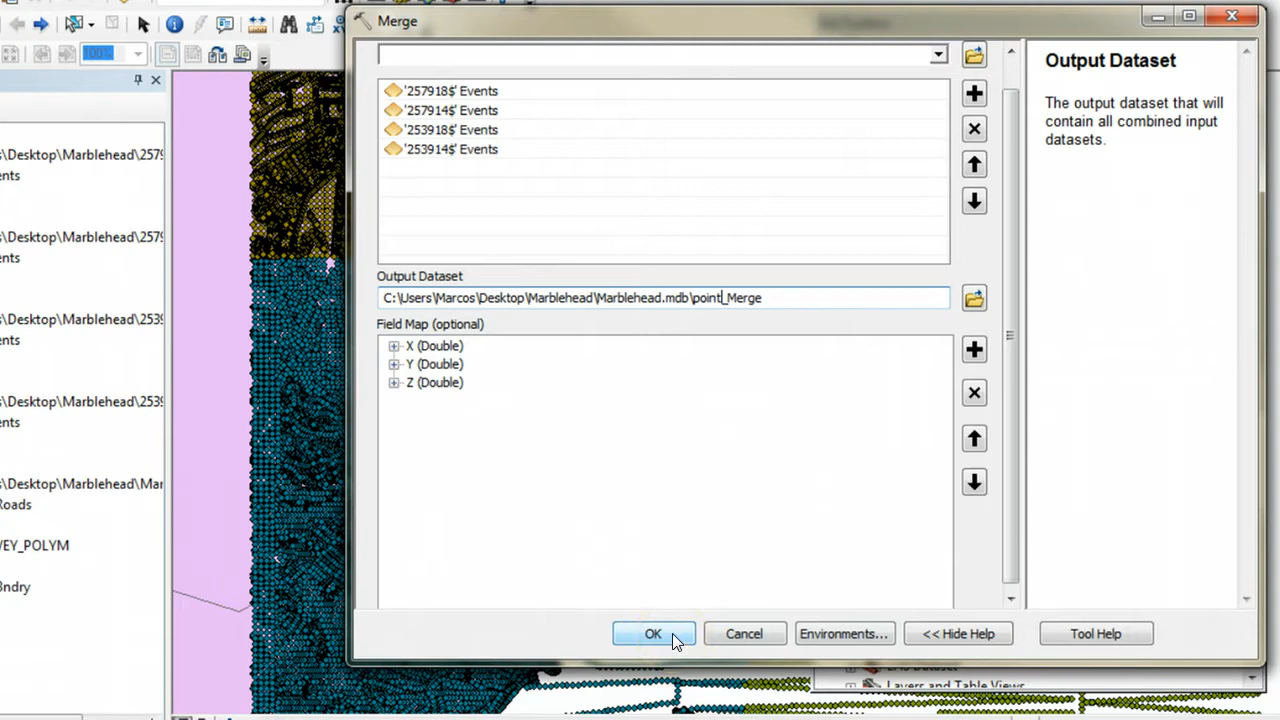 Merge
100%
'257918$' Events
'257914$' Events
'253918$' Events
'253914$' Events
Output Dataset
C:\Users\Marcos\Desktop\Marblehead\Marblehead.mdb\point_Merge
Field Map (optional)
X (Double)
Y (Double)
Z (Double)
OK
Cancel
Environments...
<< Hide Help
Tool Help
Output Dataset
The output dataset that will
contain all combined input
datasets.
s\Desktop\Marblehead\2579
ents
s\Desktop\Marblehead\2579
ents
s\Desktop\Marblehead\2539
ents
s\Desktop\Marblehead\2539
ents
s\Desktop\Marblehead\Mar
Roads
VEY_POLYM
Bndry
Layers and Table Views